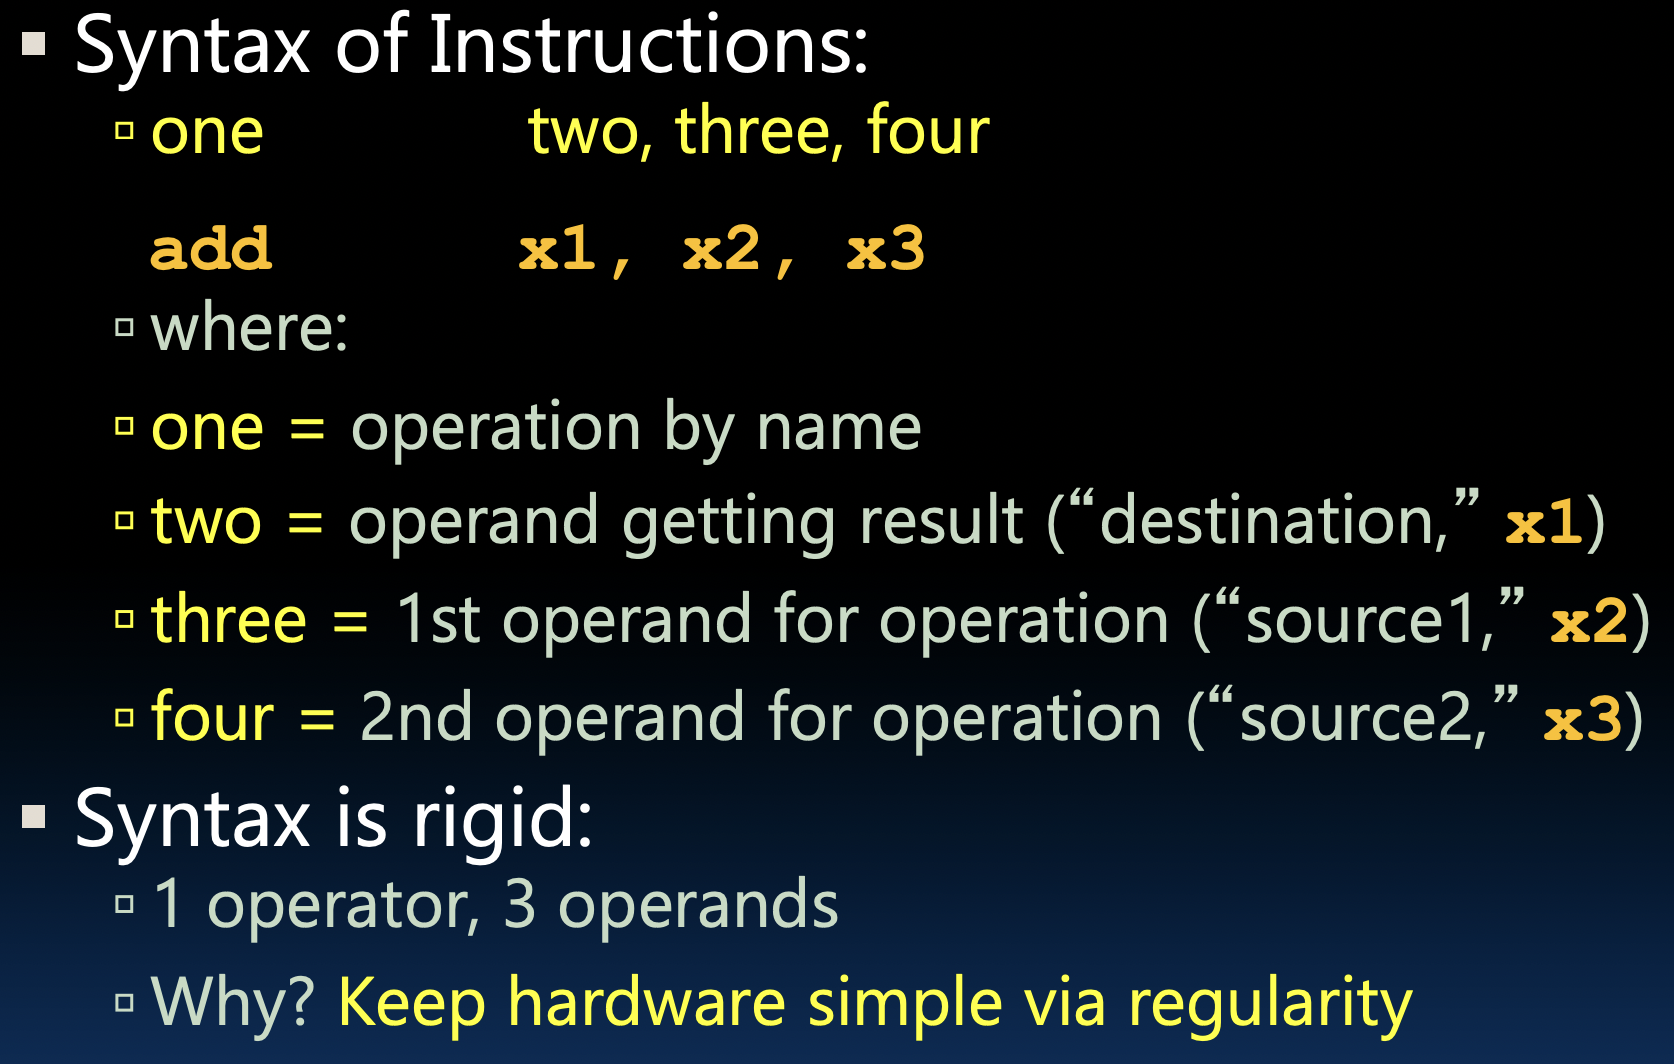 Syntax of Instructions:
one two, three, four
add x1, x2, x3
where:
one = operation by name
two = operand getting result (“destination,” x1)
three = 1st operand for operation (“source1,” x2)
four = 2nd operand for operation (“source2,” x3)
Syntax is rigid:
1 operator, 3 operands
Why? Keep hardware simple via regularity